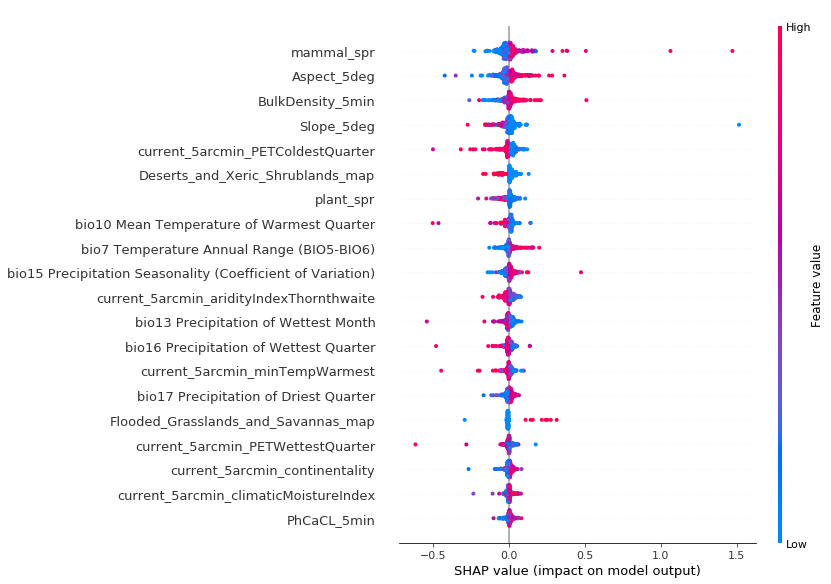 High
mammal_spr
Aspect_5deg
BulkDensity_5min
Slope_5deg
current_5arcmin_PETColdestQuarter
Deserts_and_Xeric_Shrublands_map
plant_spr
bio10 Mean Temperature of Warmest Quarter
bio7 Temperature Annual Range (BIO5-BIO6)
bio15 Precipitation Seasonality (Coefficient of Variation)
current_5arcmin_aridityIndexThornthwaite
bio13 Precipitation of Wettest Month
bio16 Precipitation of Wettest Quarter
current_5arcmin_minTempWarmest
bio17 Precipitation of Driest Quarter
Flooded_Grasslands_and_Savannas_map
current_5arcmin_PETWettestQuarter
current_5arcmin_continentality
current_5arcmin_climaticMoistureIndex
PhCaCL_5min
Feature value
Low
−0.5 0.0 0.5 1.0 1.5
SHAP value (impact on model output)